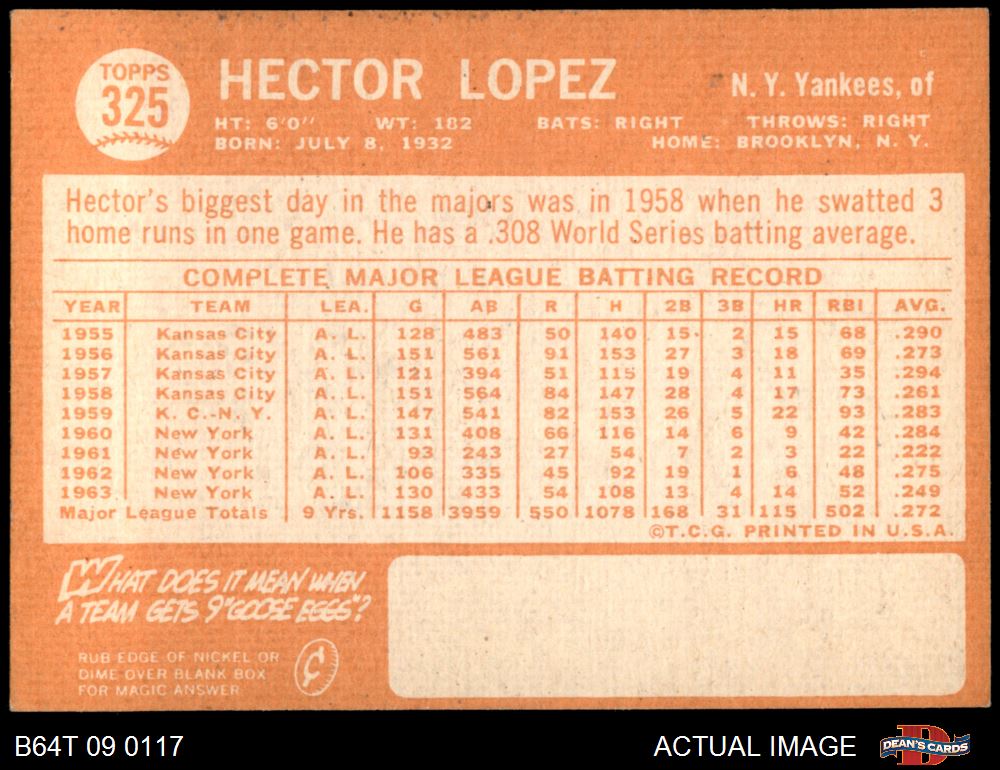 TOPPS
325
HECTOR LOPEZ
N. Y. Yankees, of
HT: 6'0" WT: 182 BATS: RIGHT THROWS: RIGHT
BORN: JULY 8, 1932 HOME: BROOKLYN, N. Y.
Hector's biggest day in the majors was in 1958 when he swatted 3
home runs in one game. He has a .308 World Series batting average.
COMPLETE MAJOR LEAGUE BATTING RECORD
YEAR TEAM LEA. G AB R H 2B 3B HR RBI AVG.
1955 Kansas City A. L. 128 483 50 140 15 2 15 68 .290
1956 Kansas City A. L. 151 561 91 153 27 3 18 69 .273
1957 Kansas City A. L. 121 394 51 115 19 4 11 35 .294
1958 Kansas City A. L. 151 564 84 147 28 4 17 73 .261
1959 K. C.-N. Y. A. L. 147 541 82 153 26 5 22 93 .283
1960 New York A. L. 131 408 66 116 14 6 9 42 .284
1961 New York A. L. 93 243 27 54 7 2 3 22 .222
1962 New York A. L. 106 335 45 92 19 1 6 48 .275
1963 New York A. L. 130 433 54 108 13 4 14 52 .249
Major League Totals 9 Yrs. 1158 3959 550 1078 168 31 115 502 .272
©T.C.G. PRINTED IN U.S.A.
WHAT DOES IT MEAN WHEN
A TEAM GETS 9 "GOOSE EGGS"?
RUB EDGE OF NICKEL OR
DIME OVER BLANK BOX
FOR MAGIC ANSWER
¢
B64T 09 0117
ACTUAL IMAGE
D
DEAN'S CARDS